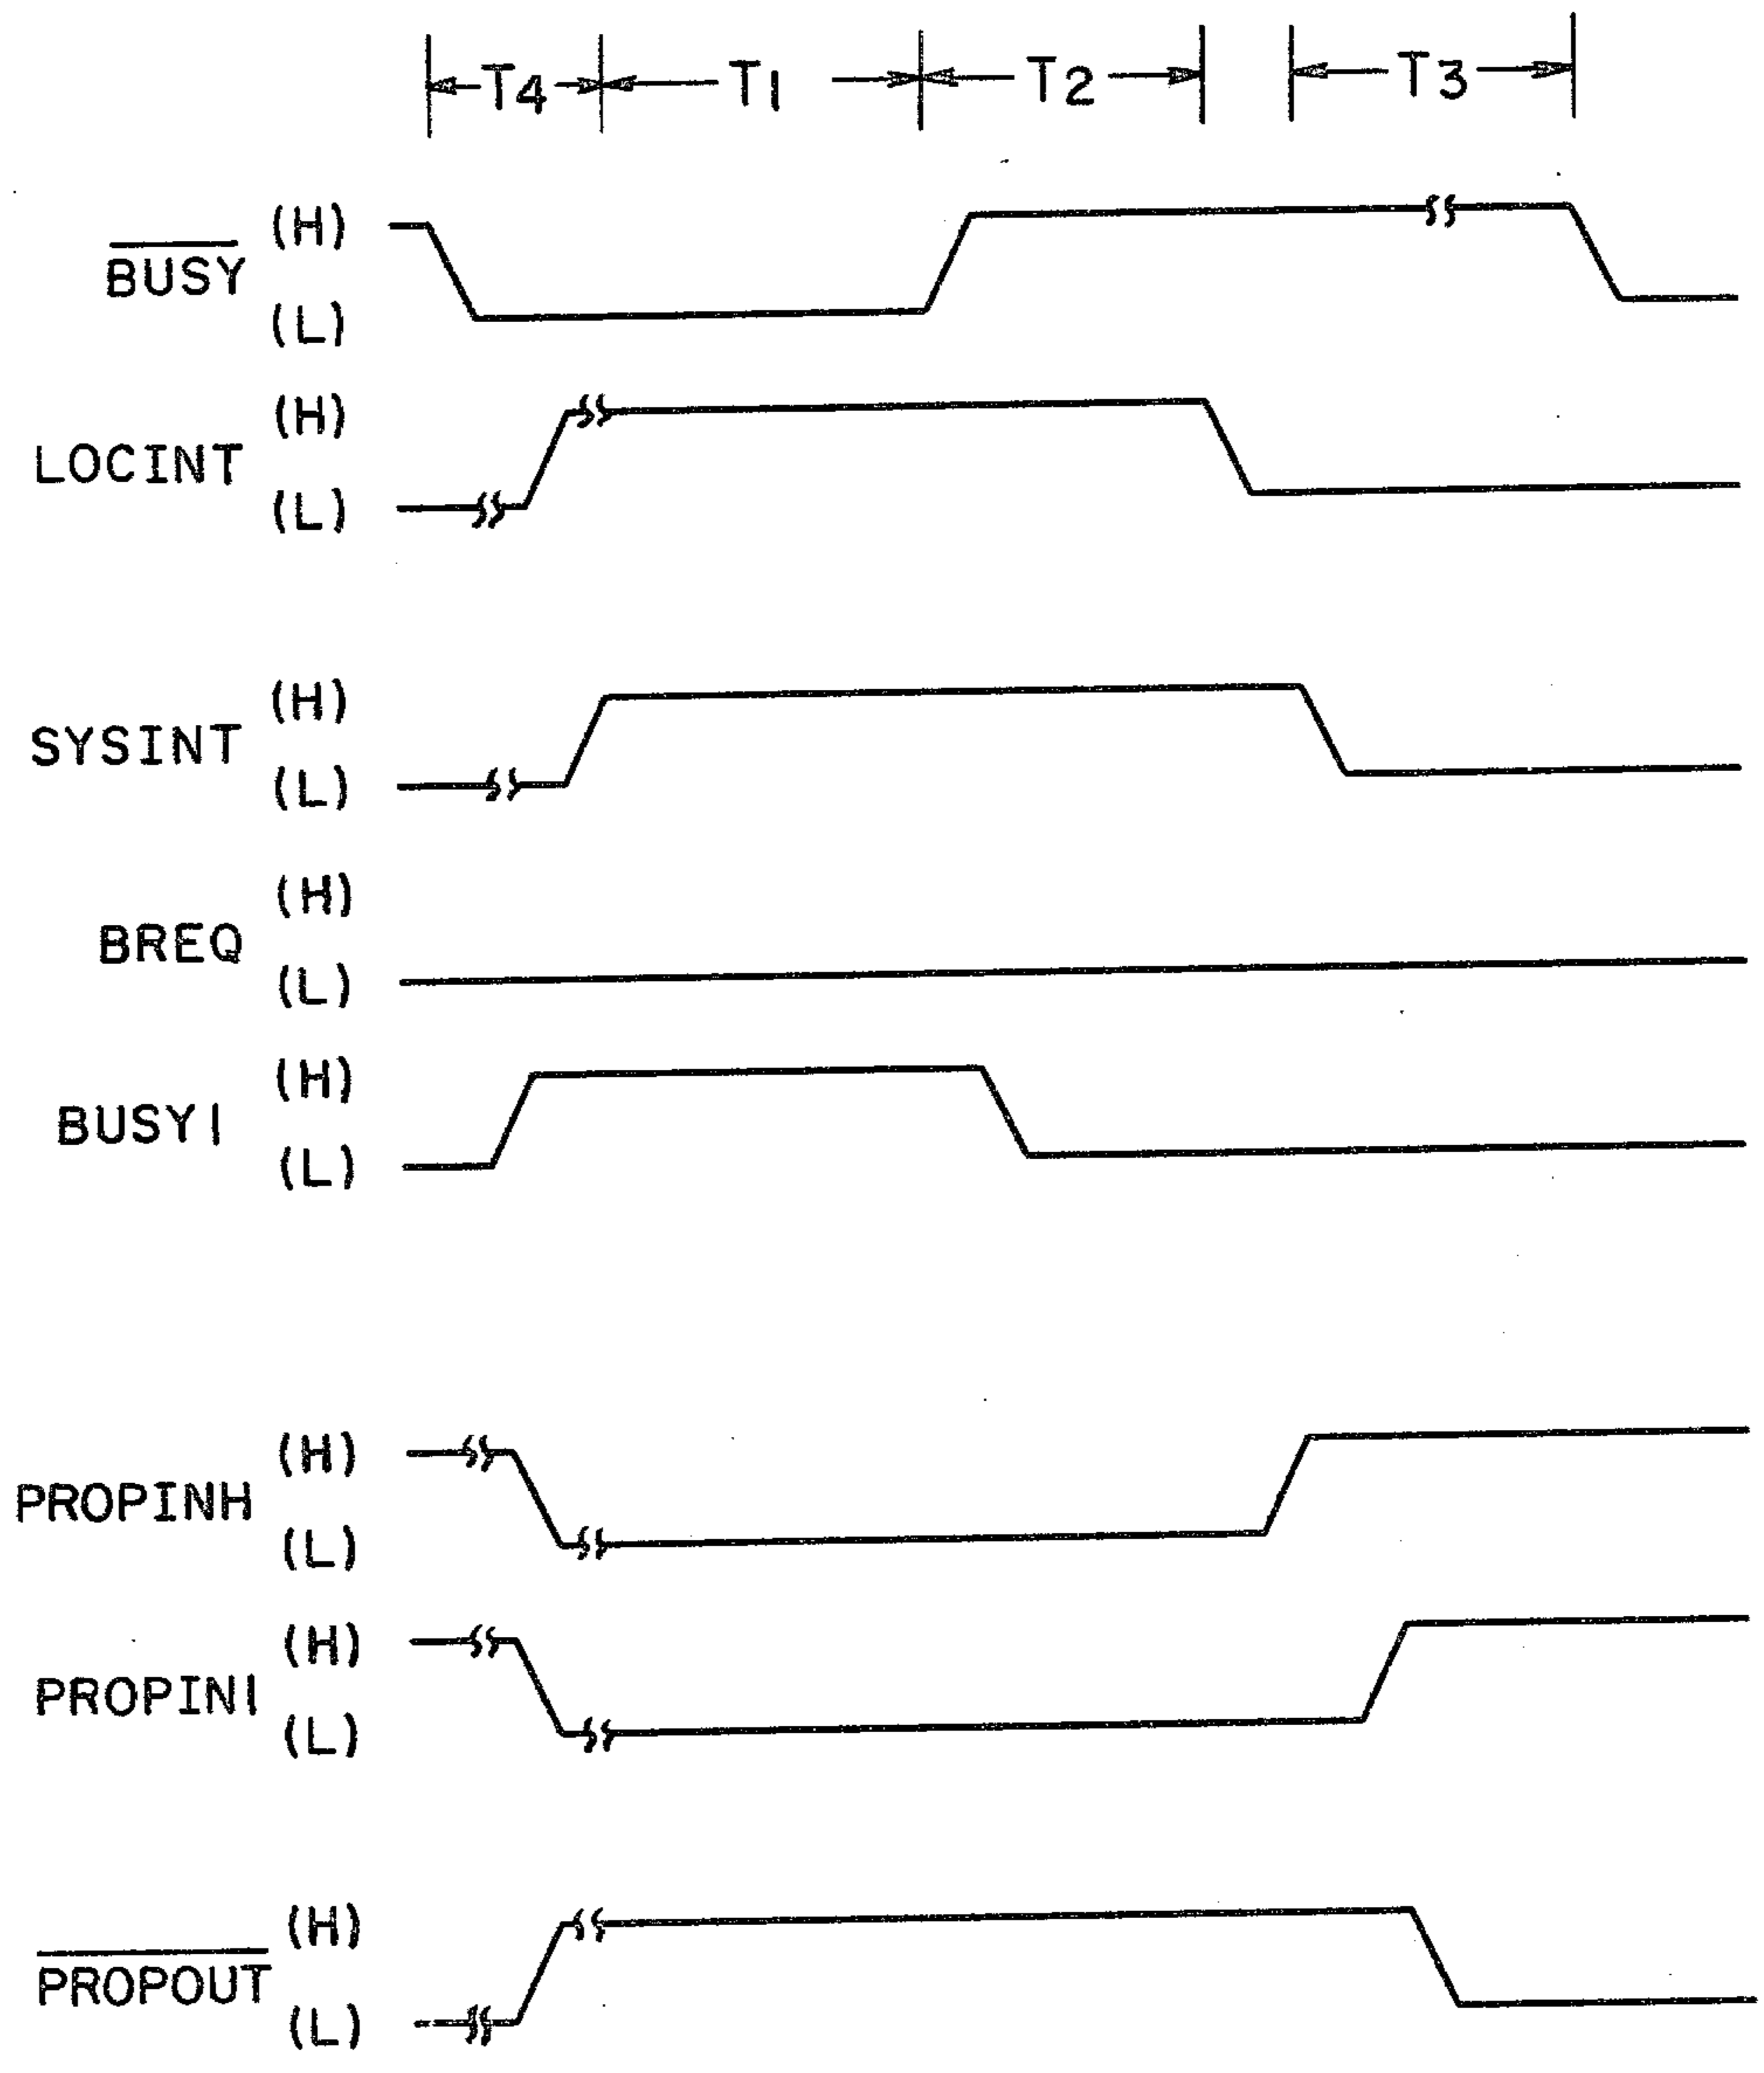 T4 T1 T2 T3
(H)
BUSY
(L)
(H)
LOCINT
(L)
(H)
SYSINT
(L)
(H)
BREQ
(L)
(H)
BUSY1
(L)
(H)
PROPINH
(L)
(H)
PROPIN1
(L)
(H)
PROPOUT
(L)